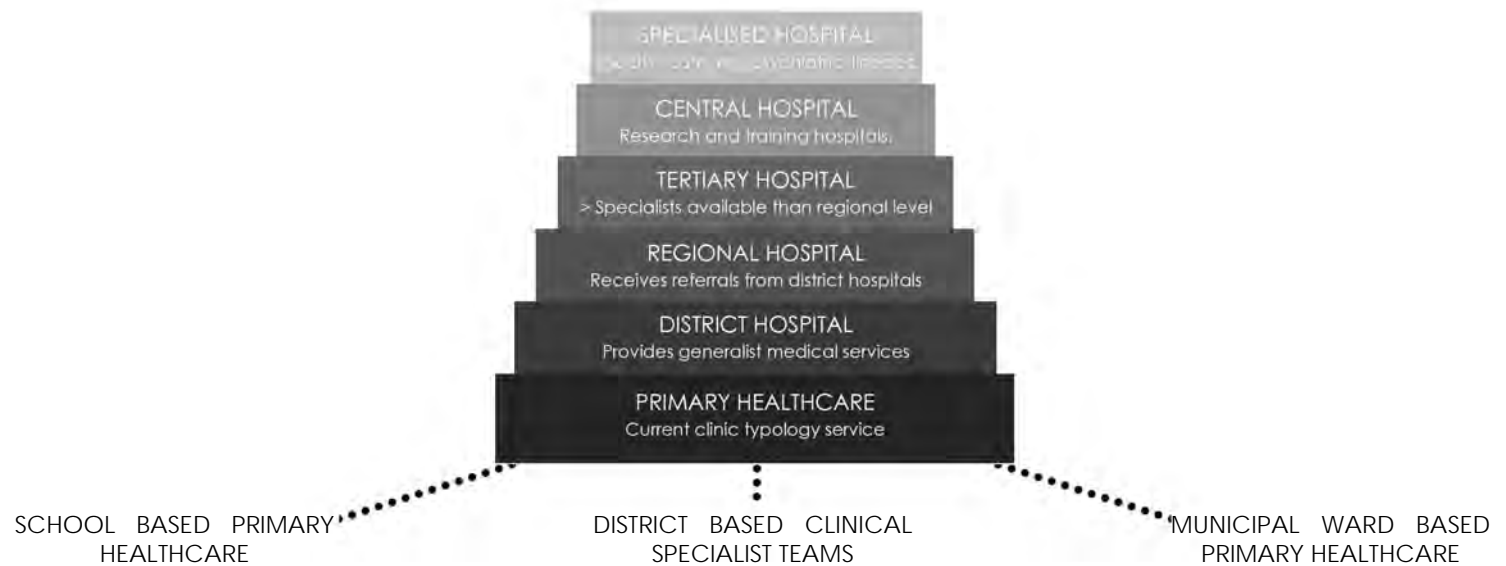 SPECIALISED HOSPITAL
CENTRAL HOSPITAL
Research and training hospitals.
TERTIARY HOSPITAL
> Specialists available than regional level
REGIONAL HOSPITAL
Receives referrals from district hospitals
DISTRICT HOSPITAL
Provides generalist medical services
PRIMARY HEALTHCARE
Current clinic typology service
SCHOOL BASED PRIMARY
HEALTHCARE
DISTRICT BASED CLINICAL
SPECIALIST TEAMS
MUNICIPAL WARD BASED
PRIMARY HEALTHCARE